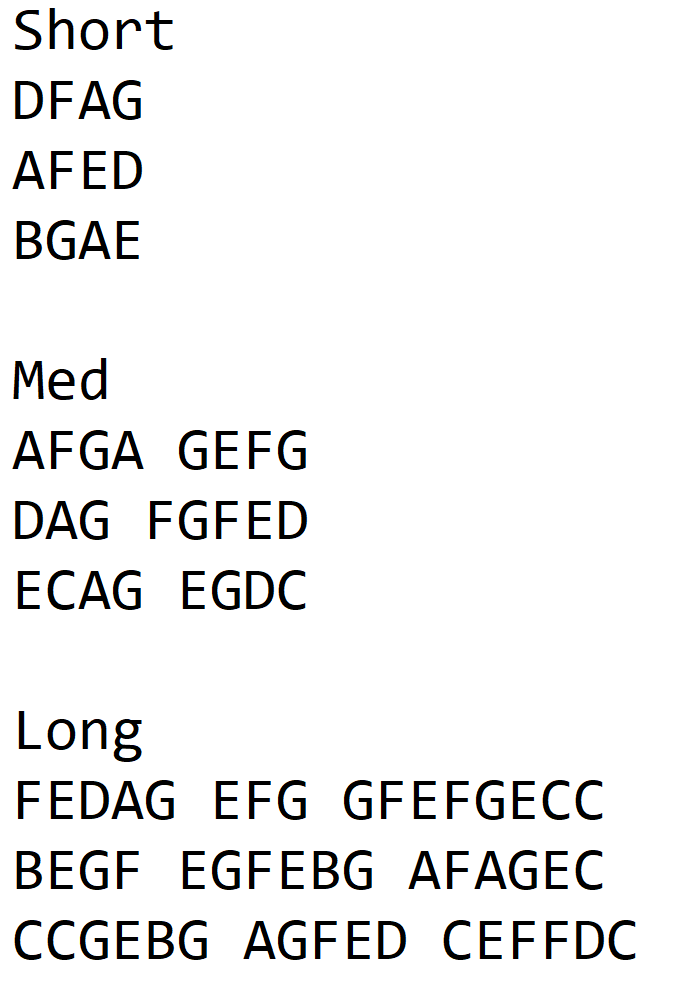 Short
DFAG
AFED
BGAE

Med
AFGA GEFG
DAG FGFED
ECAG EGDC

Long
FEDAG EFG GFEFGECC
BEGF EGFEBG AFAGEC
CCGEBG AGFED CEFFDC